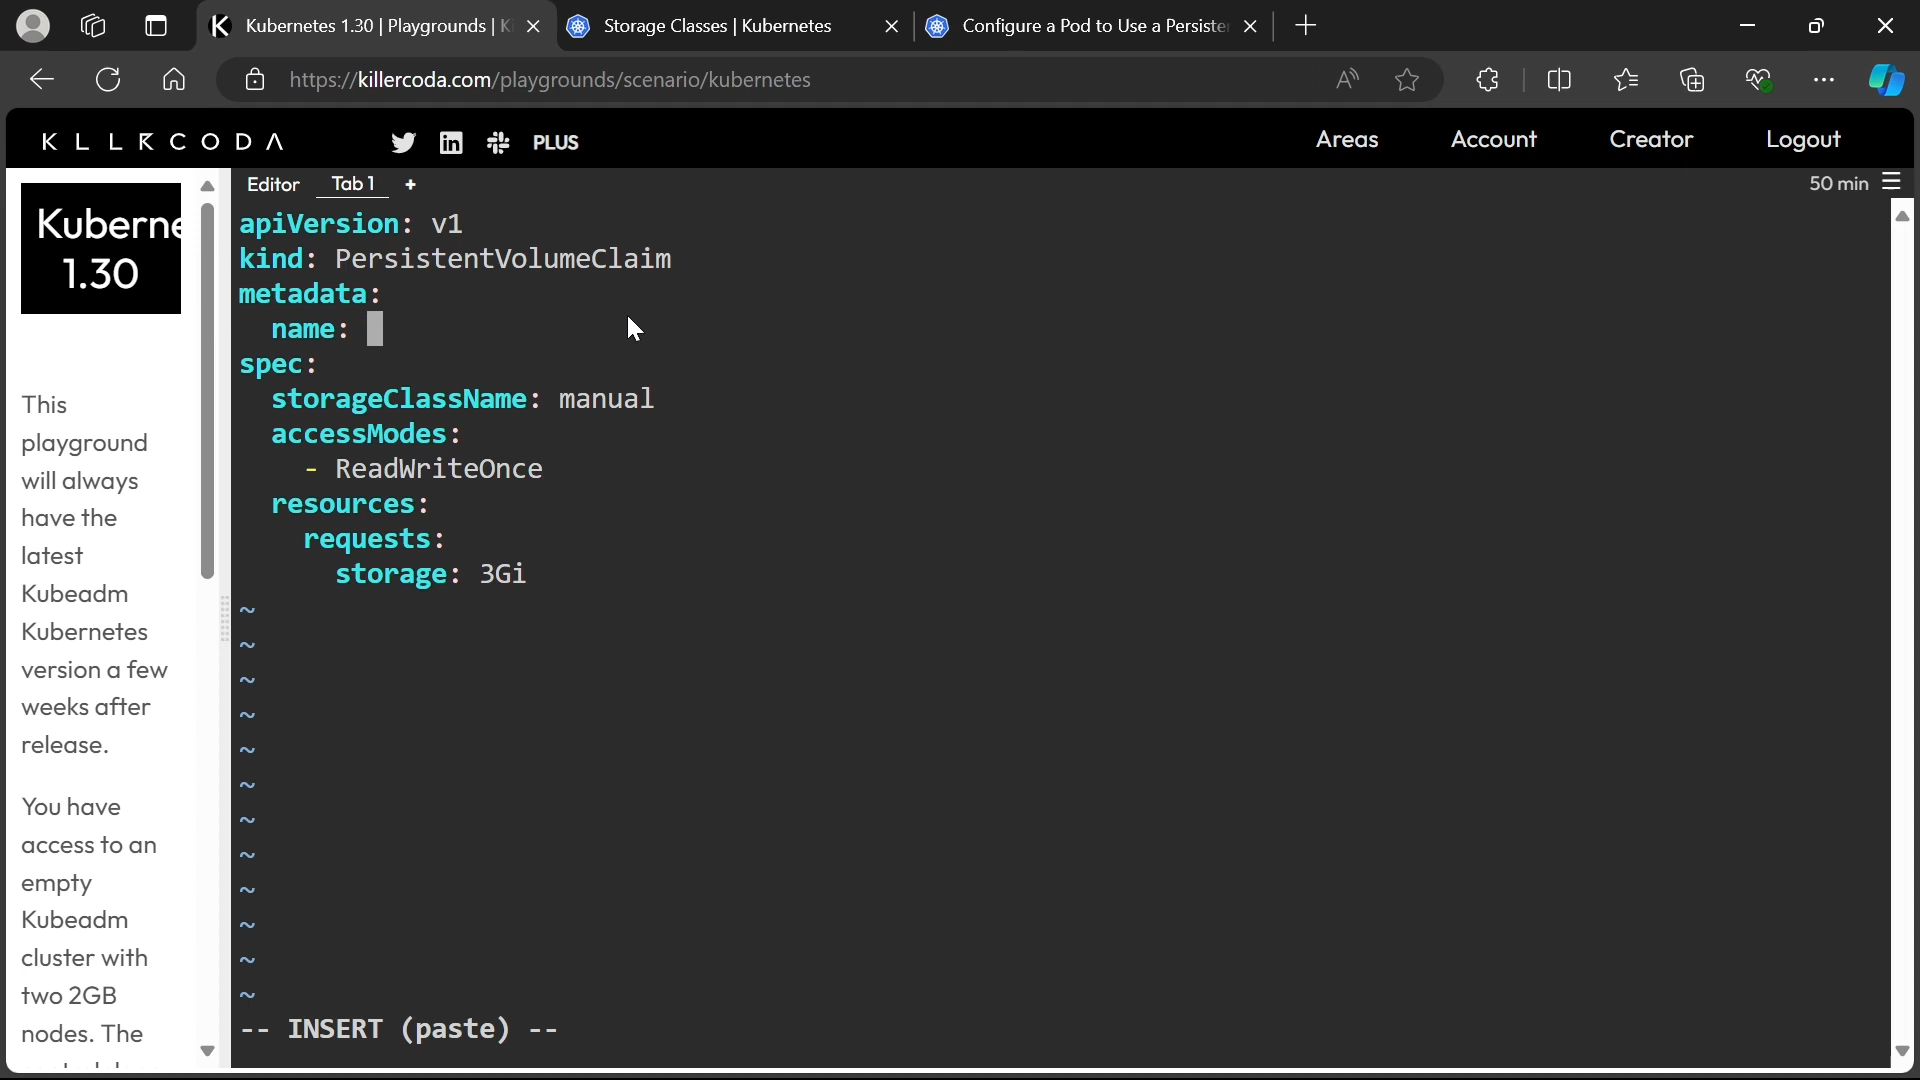 Kubernetes 1.30 | Playgrounds | Ki
Storage Classes | Kubernetes
Configure a Pod to Use a Persiste
https://killercoda.com/playgrounds/scenario/kubernetes
KLLRCODA
PLUS
Areas
Account
Creator
Logout
Editor
Tab 1
+
50 min
Kuberne
1.30
This
playground
will always
have the
latest
Kubeadm
Kubernetes
version a few
weeks after
release.
You have
access to an
empty
Kubeadm
cluster with
two 2GB
nodes. The
apiVersion: v1
kind: PersistentVolumeClaim
metadata:
  name:
spec:
  storageClassName: manual
  accessModes:
    - ReadWriteOnce
  resources:
    requests:
      storage: 3Gi
~
~
~
~
~
~
~
~
~
~
~
~
-- INSERT (paste) --